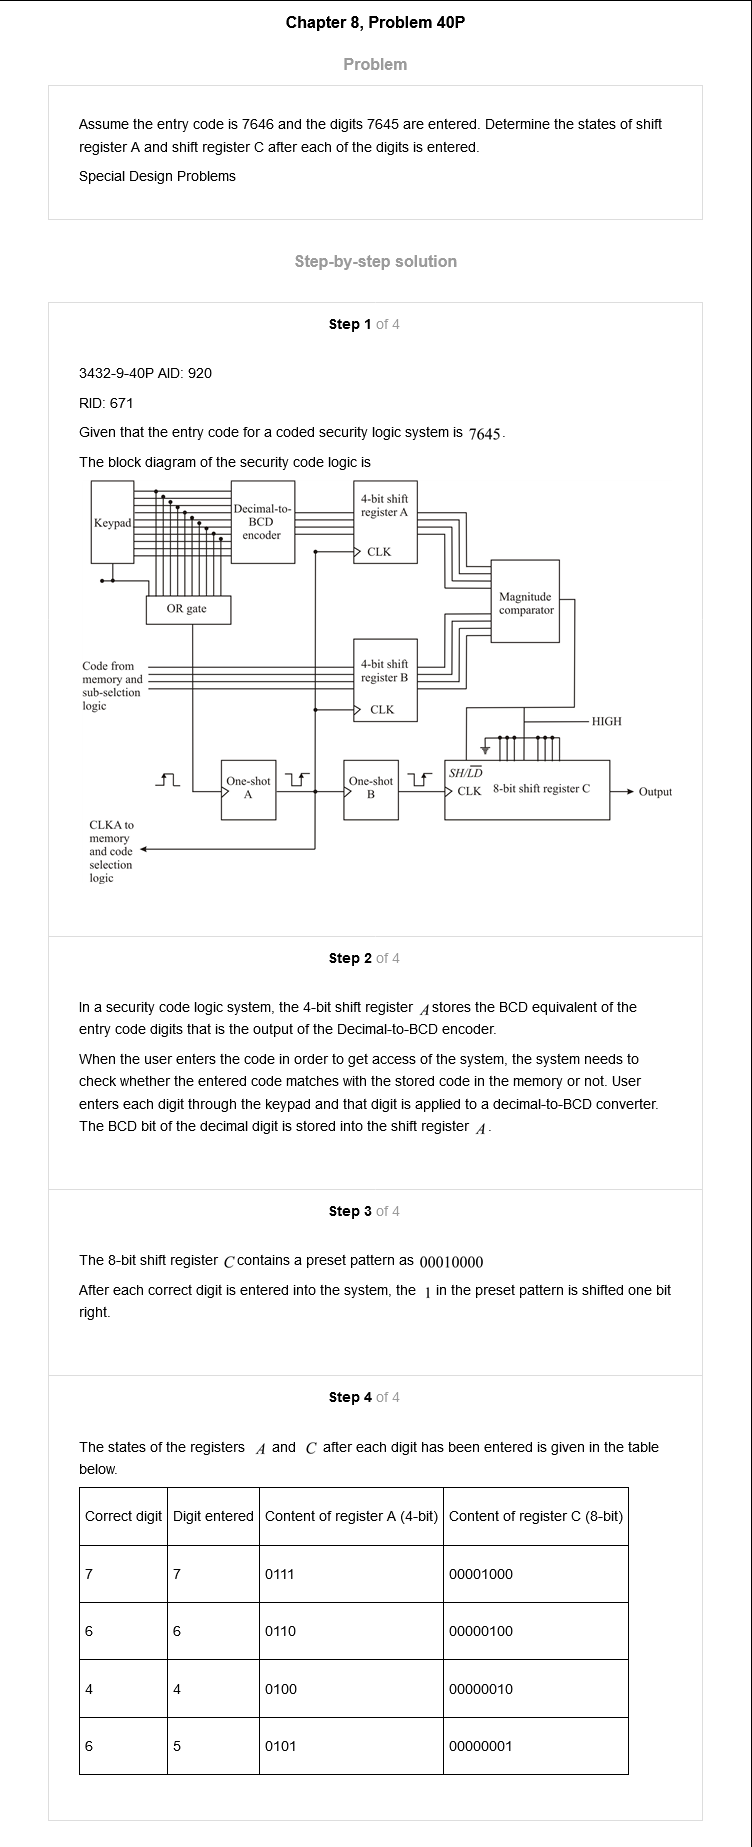 Chapter 8, Problem 40P
Problem
Assume the entry code is 7646 and the digits 7645 are entered. Determine the states of shift
register A and shift register C after each of the digits is entered.
Special Design Problems
Step-by-step solution
Step 1 of 4
3432-9-40P AID: 920
RID: 671
Given that the entry code for a coded security logic system is 7645.
The block diagram of the security code logic is
Keypad
Decimal-to-
BCD
encoder
4-bit shift
register A
CLK
OR gate
Magnitude
comparator
Code from
memory and
sub-selction
logic
4-bit shift
register B
CLK
HIGH
One-shot
A
One-shot
B
SH/L̅D̅
CLK 8-bit shift register C
Output
CLKA to
memory
and code
selection
logic
Step 2 of 4
In a security code logic system, the 4-bit shift register A stores the BCD equivalent of the
entry code digits that is the output of the Decimal-to-BCD encoder.
When the user enters the code in order to get access of the system, the system needs to
check whether the entered code matches with the stored code in the memory or not. User
enters each digit through the keypad and that digit is applied to a decimal-to-BCD converter.
The BCD bit of the decimal digit is stored into the shift register A.
Step 3 of 4
The 8-bit shift register C contains a preset pattern as 00010000
After each correct digit is entered into the system, the 1 in the preset pattern is shifted one bit
right.
Step 4 of 4
The states of the registers A and C after each digit has been entered is given in the table
below.
Correct digit Digit entered Content of register A (4-bit) Content of register C (8-bit)
7 7 0111 00001000
6 6 0110 00000100
4 4 0100 00000010
6 5 0101 00000001